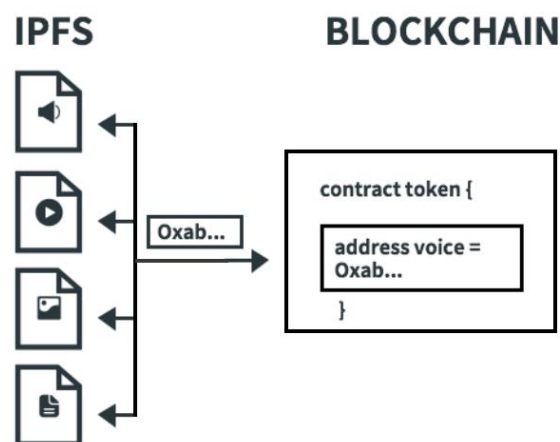 IPFS
BLOCKCHAIN
Oxab...
contract token {
address voice =
Oxab...
}